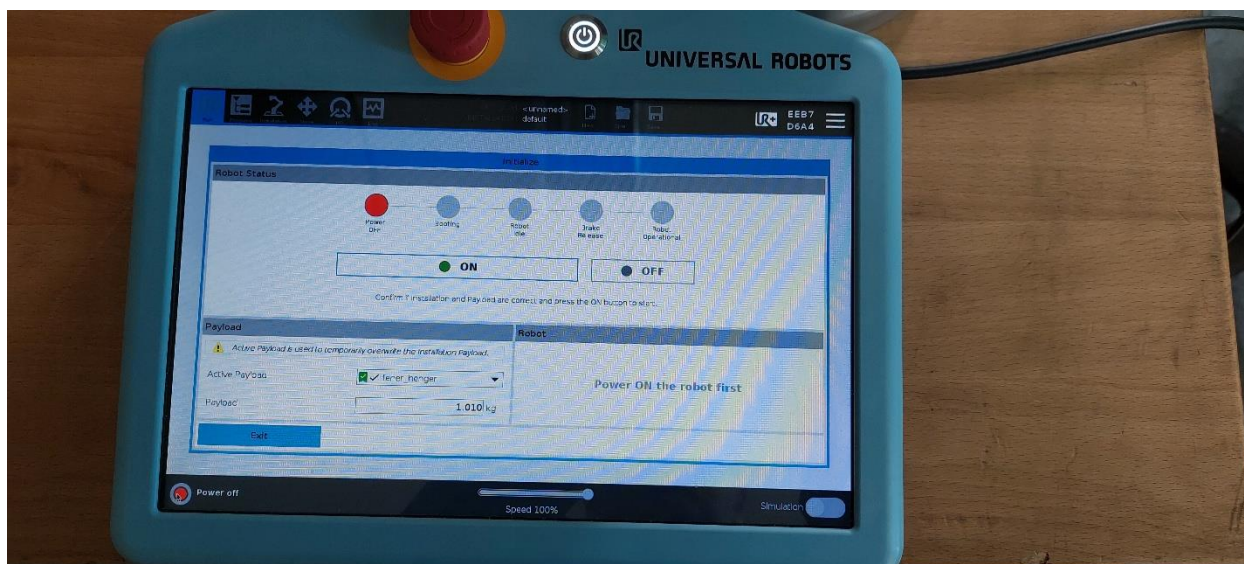 UNIVERSAL ROBOTS
<unnamed>
default
UR+
EEB7
D6A4
Initialize
Robot Status
Power
Off
Booting
Robot
Idle
Brake
Release
Robot
Operational
ON
OFF
Confirm Installation and Payload are correct and press the ON button to start.
Payload
Active Payload is used to temporarily overwrite the Installation Payload.
Active Payload
Payload
1.010 kg
Exit
Robot
Power ON the robot first
Power off
Speed 100%
Simulation